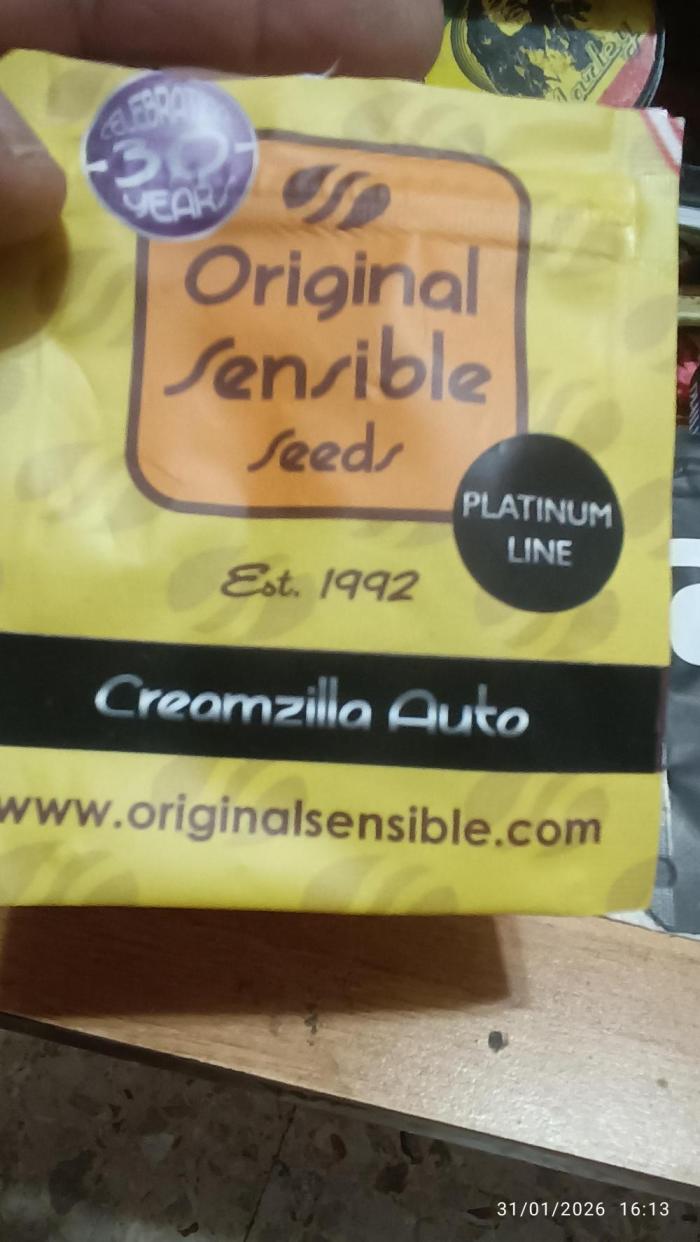 CELEBRATING
30
YEARS
Original
Sensible
Seeds
PLATINUM
LINE
Est. 1992
Creamzilla Auto
www.originalsensible.com
Marley
31/01/2026 16:13